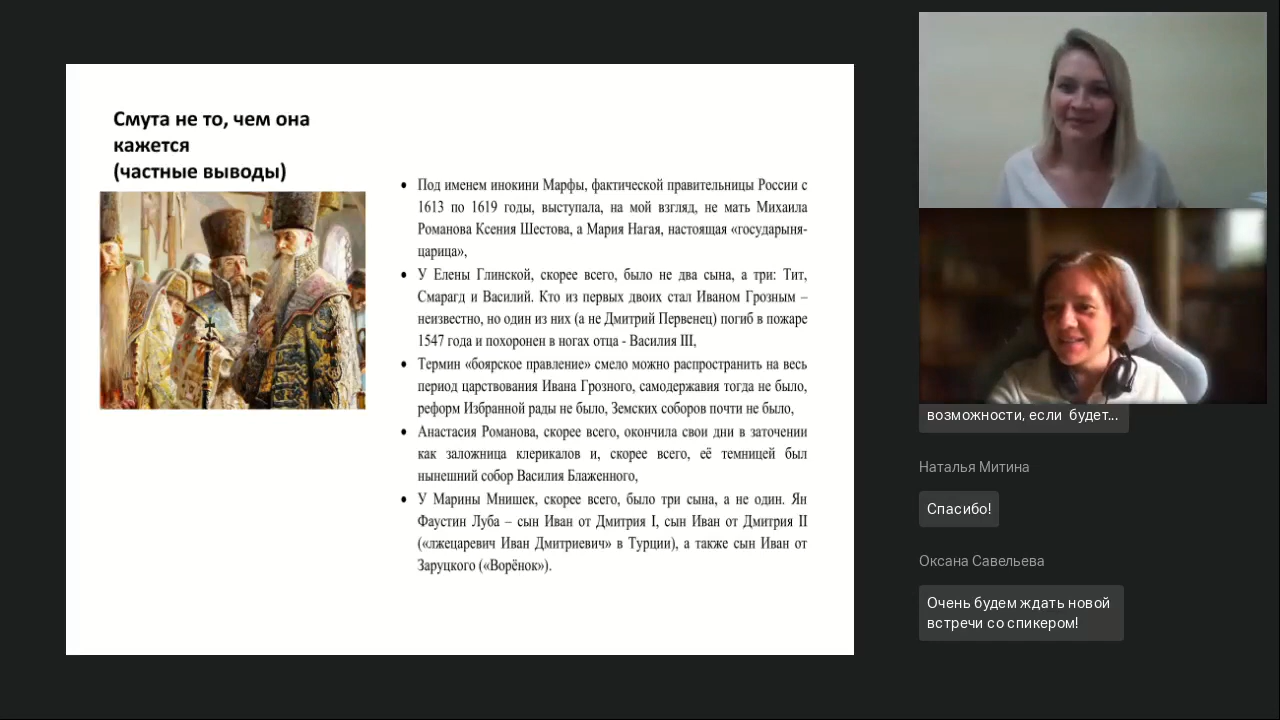 Смута не то, чем она
кажется
(частные выводы)
• Под именем инокини Марфы, фактической правительницы России с
1613 по 1619 годы, выступала, на мой взгляд, не мать Михаила
Романова Ксения Шестова, а Мария Нагая, настоящая «государыня-
царица»,
• У Елены Глинской, скорее всего, было не два сына, а три: Тит,
Смарагд и Василий. Кто из первых двоих стал Иваном Грозным –
неизвестно, но один из них (а не Дмитрий Первенец) погиб в пожаре
1547 года и похоронен в ногах отца - Василия III,
• Термин «боярское правление» смело можно распространить на весь
период царствования Ивана Грозного, самодержавия тогда не было,
реформ Избранной рады не было, Земских соборов почти не было,
• Анастасия Романова, скорее всего, окончила свои дни в заточении
как заложница клерикалов и, скорее всего, её темницей был
нынешний собор Василия Блаженного,
• У Марины Мнишек, скорее всего, было три сына, а не один. Ян
Фаустин Луба – сын Иван от Дмитрия I, сын Иван от Дмитрия II
(«лжецаревич Иван Дмитриевич» в Турции), а также сын Иван от
Заруцкого («Ворёнок»).
возможности, если будет...
Наталья Митина
Спасибо!
Оксана Савельева
Очень будем ждать новой
встречи со спикером!